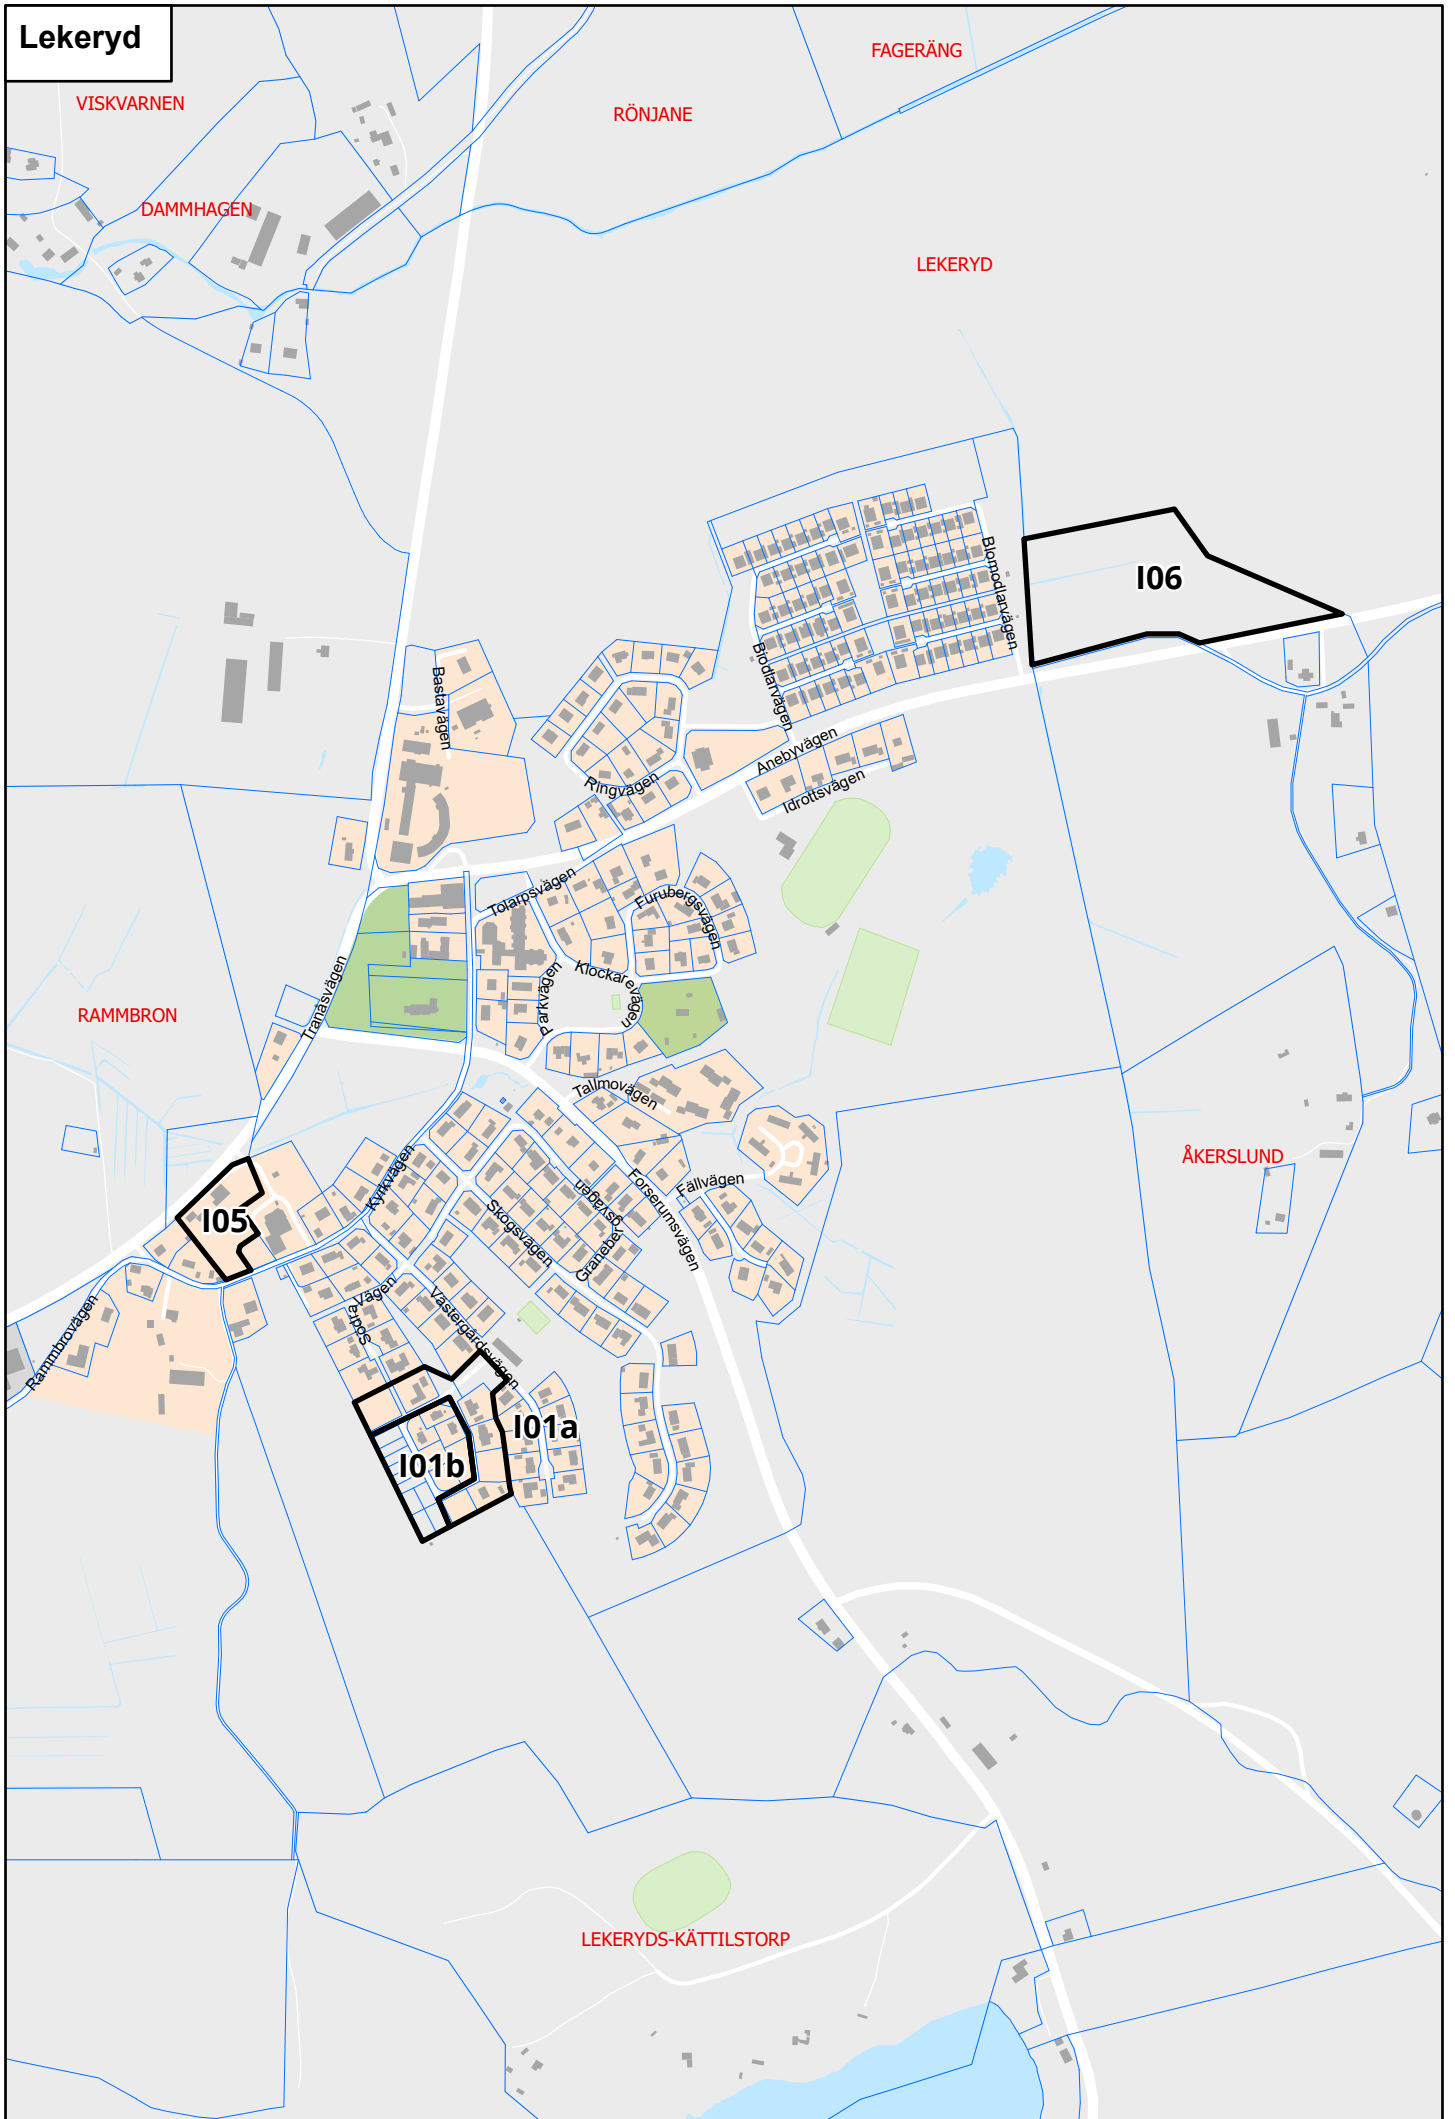 Lekeryd
FAGERÄNG
VISKVARNEN
RÖNJANE
DAMMHAGEN
LEKERYD
I06
Blomodlarvägen
Biodlarvägen
Bastavägen
Anebyvägen
Ringvägen
Idrottsvägen
Tolarpsvägen
Furubergsvägen
Klockarevägen
Parkvägen
Tranåsvägen
RAMMBRON
Tallmovägen
ÅKERSLUND
Kyrkvägen
Fällvägen
Forserumsvägen
Granebergsvägen
Skogsvägen
I05
Södra Vägen
Västergårdsvägen
Rammbrovägen
I01a
I01b
LEKERYDS-KÄTTILSTORP